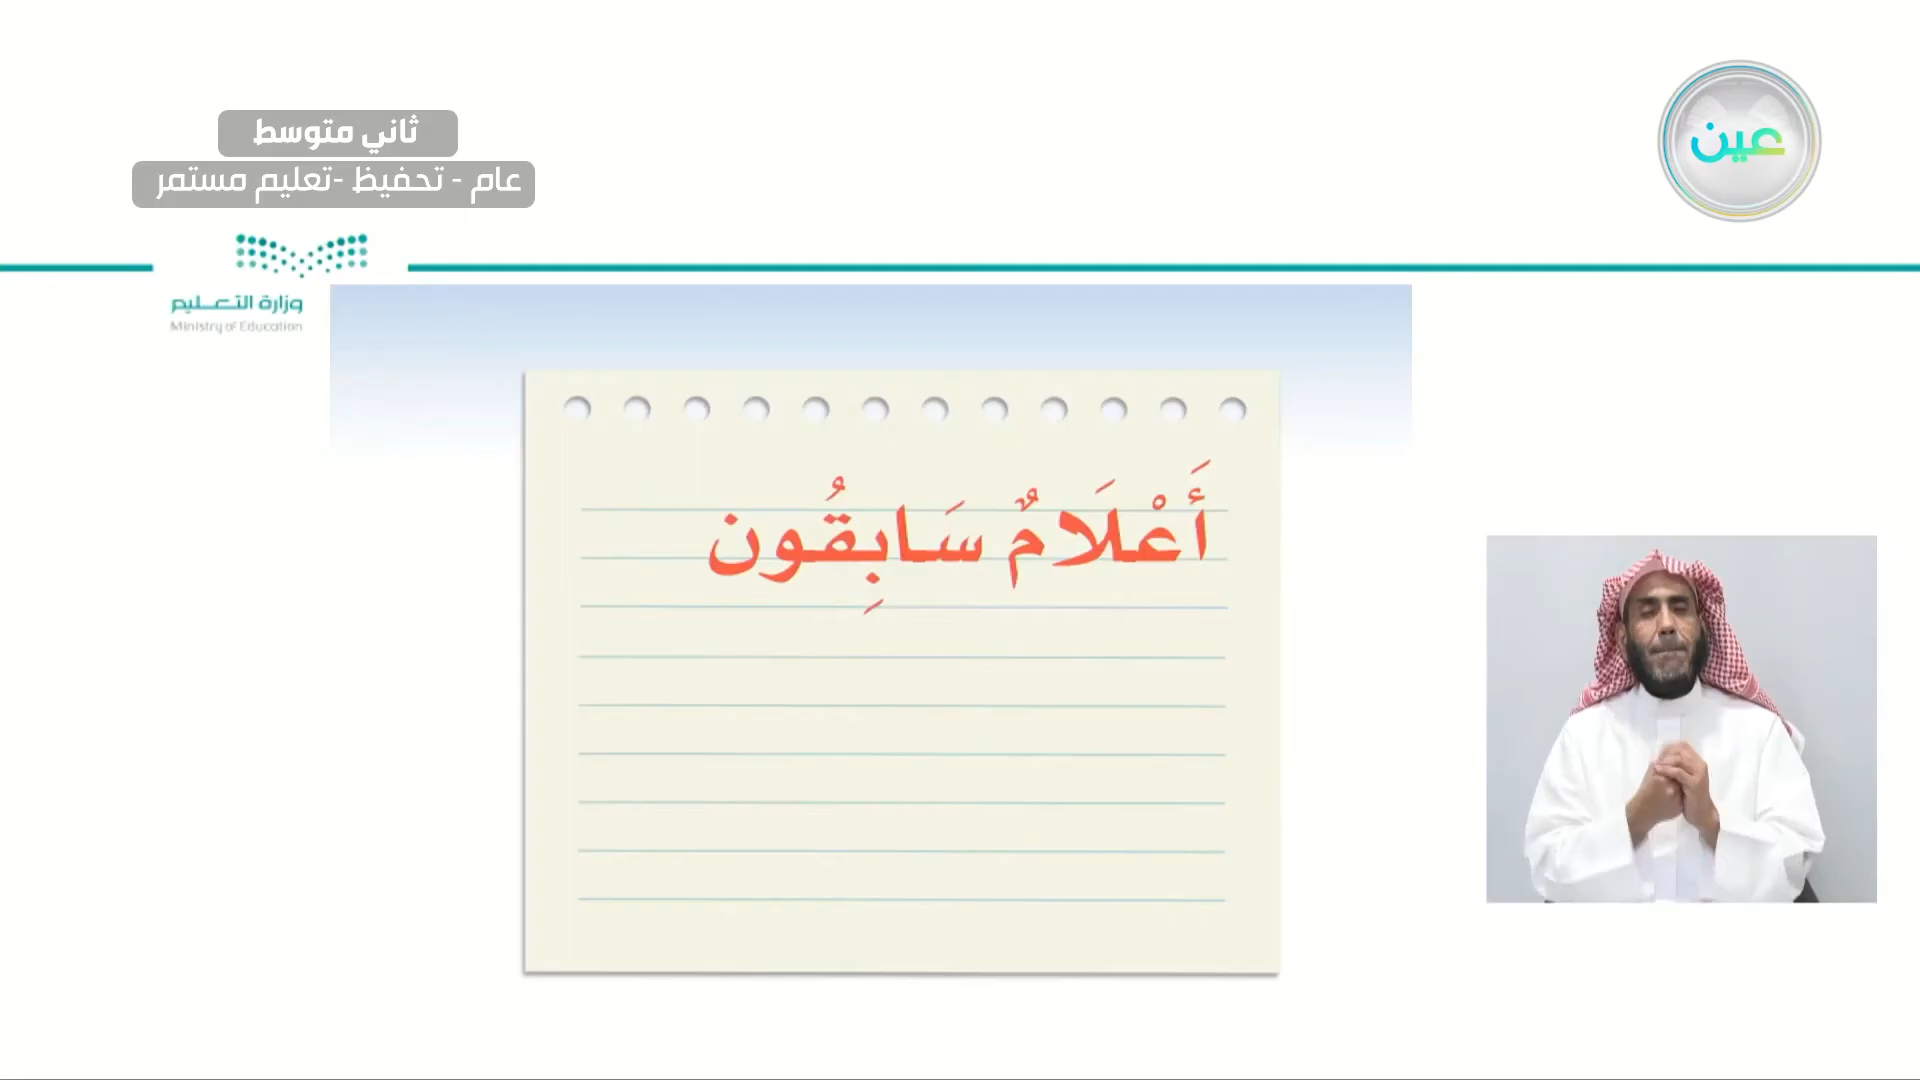 ثاني متوسط
عام - تحفيظ -تعليم مستمر
عين
وزارة التعليم
Ministry of Education
أَعْلَامٌ سَابِقُون